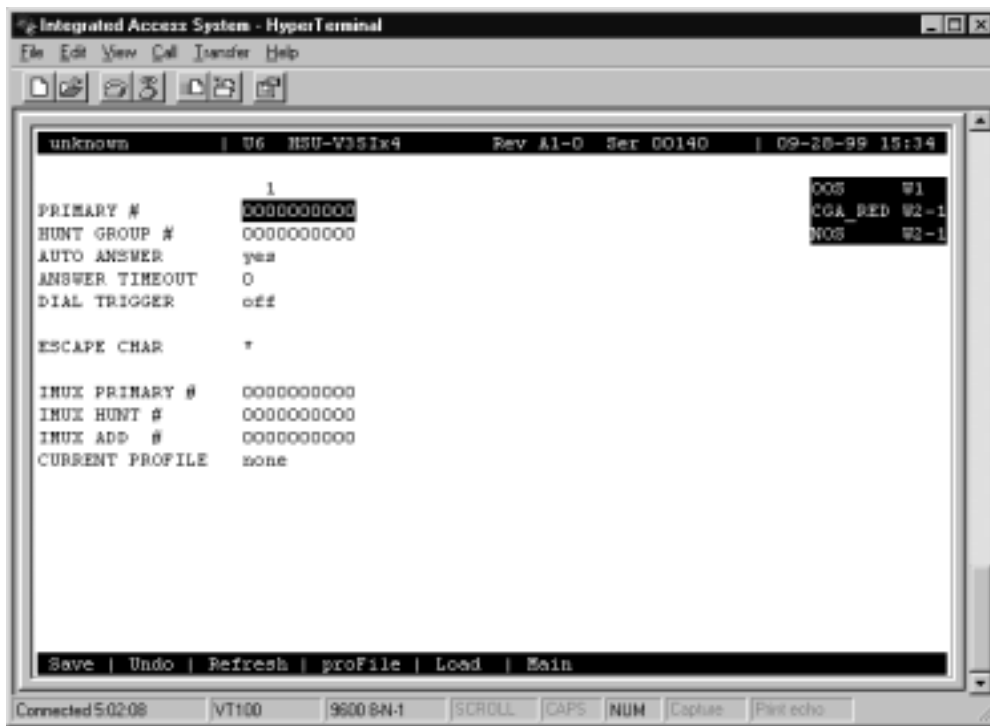 Integrated Access System - HyperTerminal
File Edit View Call Transfer Help
unknown | U6 HSU-V35Ix4 Rev A1-0 Ser 00140 | 09-28-99 15:34
1 OOS W1
PRIMARY # 0000000000 CGA_RED W2-1
HUNT GROUP # 0000000000 NOS W2-1
AUTO ANSWER yes
ANSWER TIMEOUT 0
DIAL TRIGGER off
ESCAPE CHAR *
IMUX PRIMARY # 0000000000
IMUX HUNT # 0000000000
IMUX ADD # 0000000000
CURRENT PROFILE none
Save | Undo | Refresh | proFile | Load | Main
Connected 5:02:08 VT100 9600 8-N-1 SCROLL CAPS NUM Capture Print echo